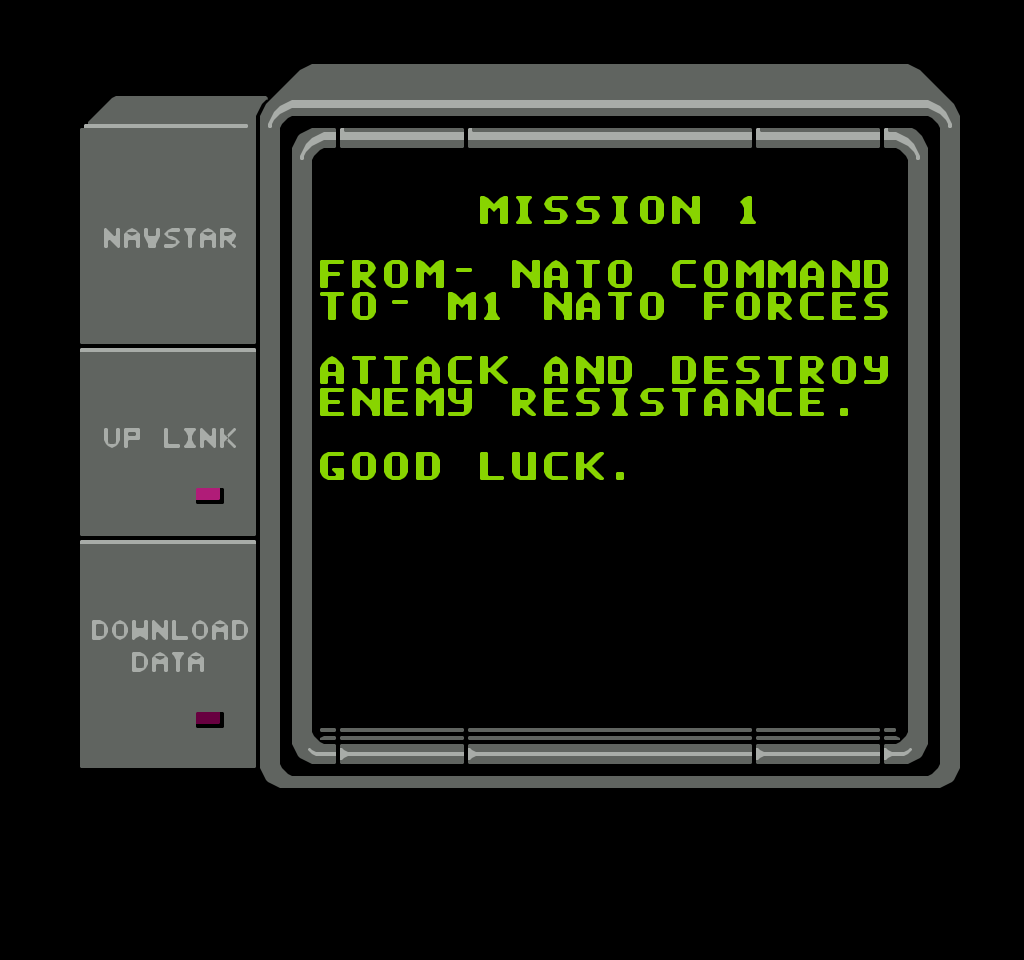 MISSION 1
FROM- NATO COMMAND
TO- M1 NATO FORCES
ATTACK AND DESTROY
ENEMY RESISTANCE.
GOOD LUCK.
NAVSTAR
UP LINK
DOWNLOAD
DATA